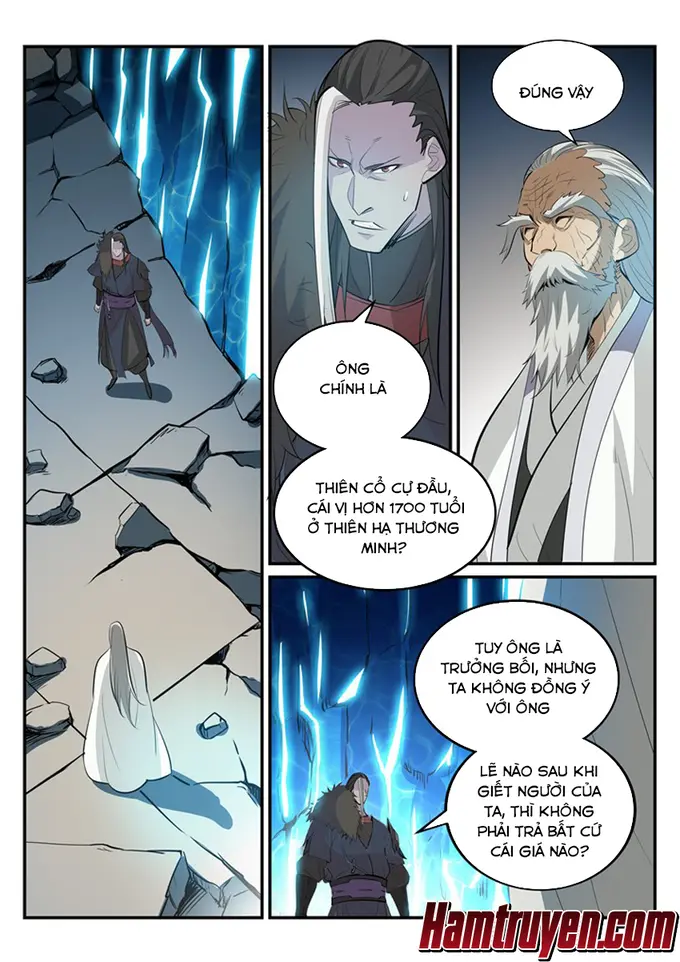 ÔNG
CHÍNH LÀ
THIÊN CỔ CỰ ĐẦU,
CÁI VỊ HƠN 1700 TUỔI
Ở THIÊN HẠ THƯƠNG
MINH?
ĐÚNG VẬY
TUY ÔNG LÀ
TRƯỞNG BỐI, NHƯNG
TA KHÔNG ĐỒNG Ý
VỚI ÔNG
LẼ NÀO SAU KHI
GIẾT NGƯỜI CỦA
TA, THÌ KHÔNG
PHẢI TRẢ BẤT CỨ
CÁI GIÁ NÀO?
Hamtruyen.com